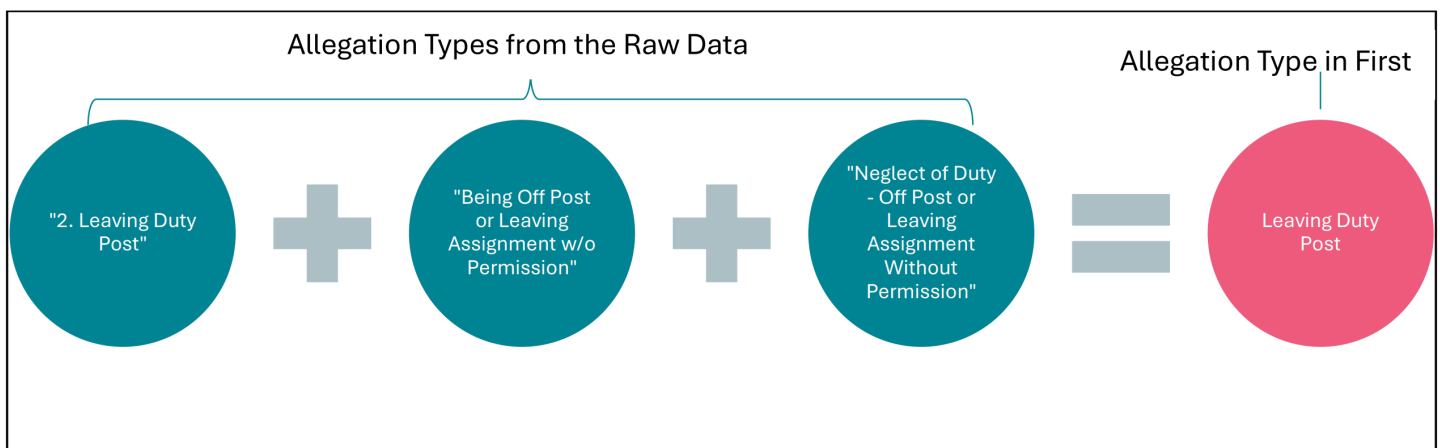 Allegation Types from the Raw Data
Allegation Type in First
"2. Leaving Duty
Post"
"Being Off Post
or Leaving
Assignment w/o
Permission"
"Neglect of Duty
- Off Post or
Leaving
Assignment
Without
Permission"
Leaving Duty
Post